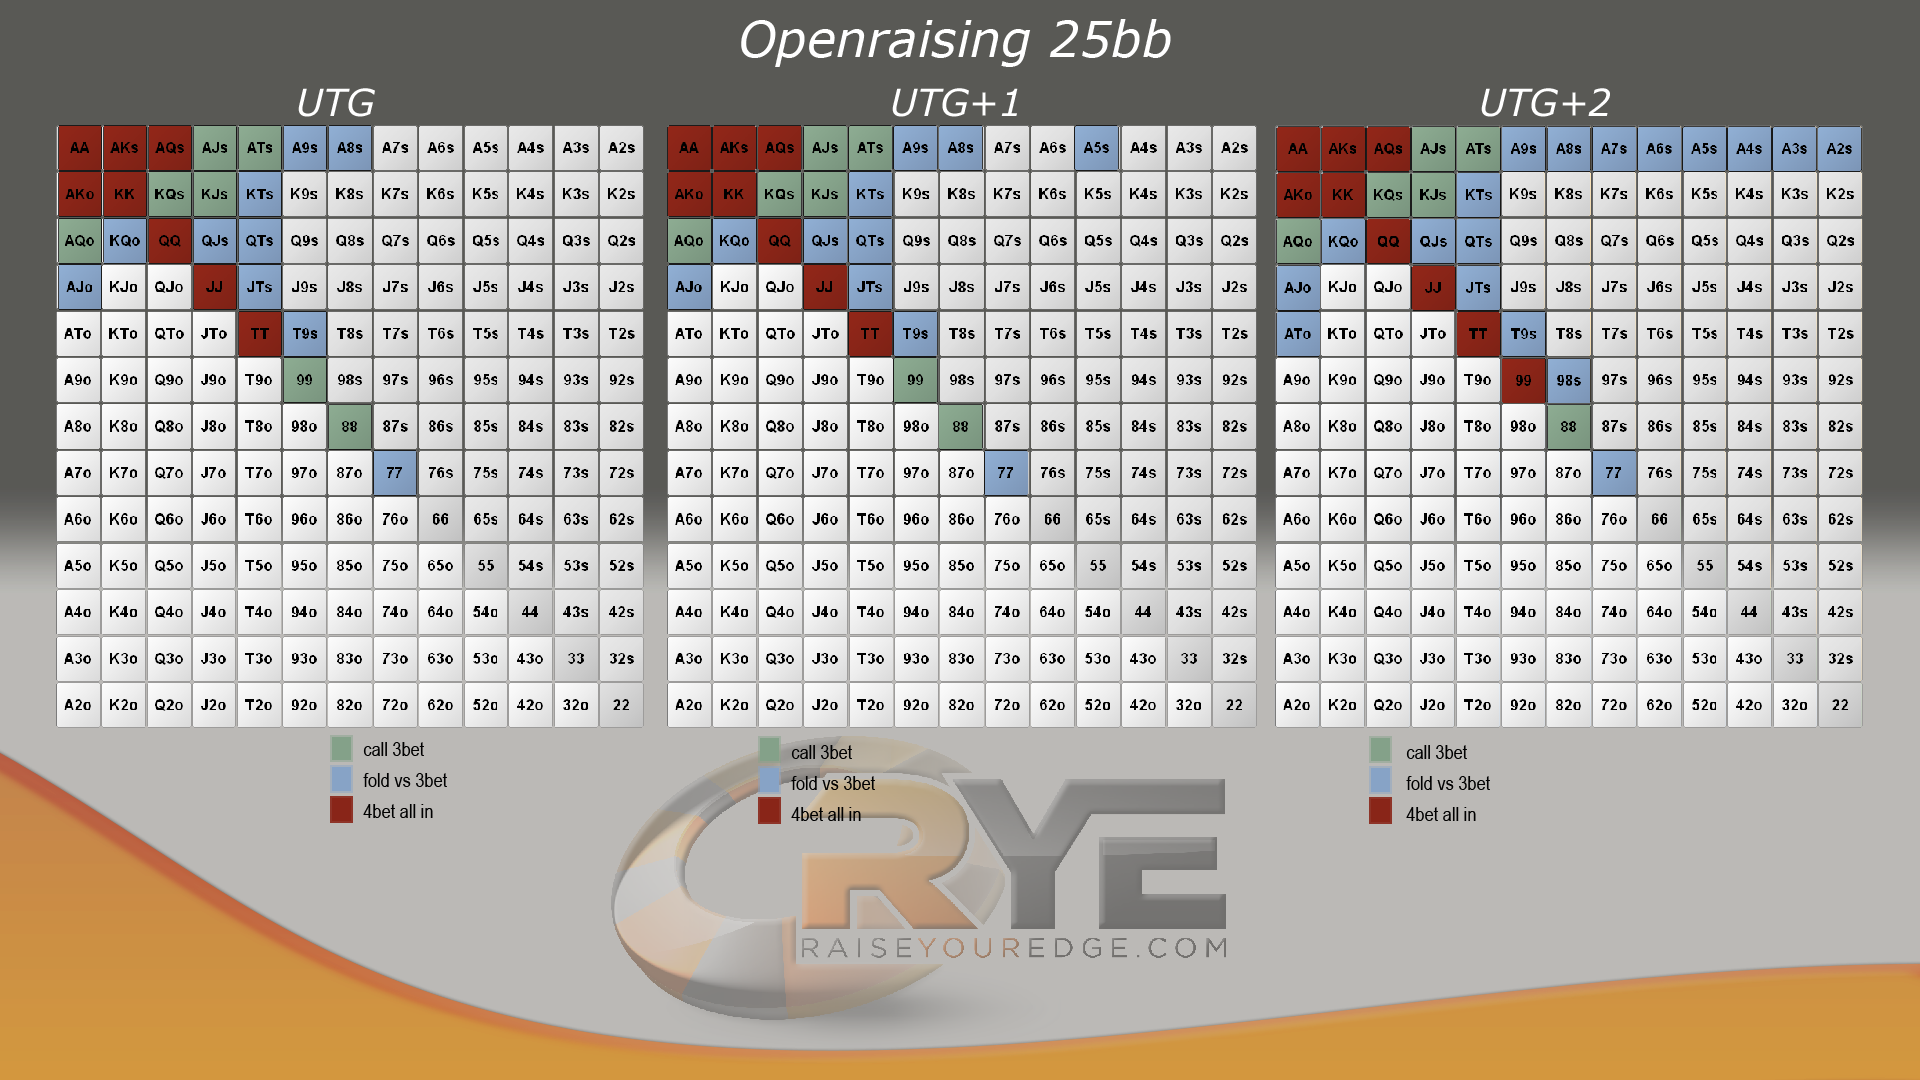 Openraising 25bb
UTG
AA AKs AQs AJs ATs A9s A8s A7s A6s A5s A4s A3s A2s
AKo KK KQs KJs KTs K9s K8s K7s K6s K5s K4s K3s K2s
AQo KQo QQ QJs QTs Q9s Q8s Q7s Q6s Q5s Q4s Q3s Q2s
AJo KJo QJo JJ JTs J9s J8s J7s J6s J5s J4s J3s J2s
ATo KTo QTo JTo TT T9s T8s T7s T6s T5s T4s T3s T2s
A9o K9o Q9o J9o T9o 99 98s 97s 96s 95s 94s 93s 92s
A8o K8o Q8o J8o T8o 98o 88 87s 86s 85s 84s 83s 82s
A7o K7o Q7o J7o T7o 97o 87o 77 76s 75s 74s 73s 72s
A6o K6o Q6o J6o T6o 96o 86o 76o 66 65s 64s 63s 62s
A5o K5o Q5o J5o T5o 95o 85o 75o 65o 55 54s 53s 52s
A4o K4o Q4o J4o T4o 94o 84o 74o 64o 54o 44 43s 42s
A3o K3o Q3o J3o T3o 93o 83o 73o 63o 53o 43o 33 32s
A2o K2o Q2o J2o T2o 92o 82o 72o 62o 52o 42o 32o 22
call 3bet
fold vs 3bet
4bet all in
UTG+1
AA AKs AQs AJs ATs A9s A8s A7s A6s A5s A4s A3s A2s
AKo KK KQs KJs KTs K9s K8s K7s K6s K5s K4s K3s K2s
AQo KQo QQ QJs QTs Q9s Q8s Q7s Q6s Q5s Q4s Q3s Q2s
AJo KJo QJo JJ JTs J9s J8s J7s J6s J5s J4s J3s J2s
ATo KTo QTo JTo TT T9s T8s T7s T6s T5s T4s T3s T2s
A9o K9o Q9o J9o T9o 99 98s 97s 96s 95s 94s 93s 92s
A8o K8o Q8o J8o T8o 98o 88 87s 86s 85s 84s 83s 82s
A7o K7o Q7o J7o T7o 97o 87o 77 76s 75s 74s 73s 72s
A6o K6o Q6o J6o T6o 96o 86o 76o 66 65s 64s 63s 62s
A5o K5o Q5o J5o T5o 95o 85o 75o 65o 55 54s 53s 52s
A4o K4o Q4o J4o T4o 94o 84o 74o 64o 54o 44 43s 42s
A3o K3o Q3o J3o T3o 93o 83o 73o 63o 53o 43o 33 32s
A2o K2o Q2o J2o T2o 92o 82o 72o 62o 52o 42o 32o 22
call 3bet
fold vs 3bet
4bet all in
UTG+2
AA AKs AQs AJs ATs A9s A8s A7s A6s A5s A4s A3s A2s
AKo KK KQs KJs KTs K9s K8s K7s K6s K5s K4s K3s K2s
AQo KQo QQ QJs QTs Q9s Q8s Q7s Q6s Q5s Q4s Q3s Q2s
AJo KJo QJo JJ JTs J9s J8s J7s J6s J5s J4s J3s J2s
ATo KTo QTo JTo TT T9s T8s T7s T6s T5s T4s T3s T2s
A9o K9o Q9o J9o T9o 99 98s 97s 96s 95s 94s 93s 92s
A8o K8o Q8o J8o T8o 98o 88 87s 86s 85s 84s 83s 82s
A7o K7o Q7o J7o T7o 97o 87o 77 76s 75s 74s 73s 72s
A6o K6o Q6o J6o T6o 96o 86o 76o 66 65s 64s 63s 62s
A5o K5o Q5o J5o T5o 95o 85o 75o 65o 55 54s 53s 52s
A4o K4o Q4o J4o T4o 94o 84o 74o 64o 54o 44 43s 42s
A3o K3o Q3o J3o T3o 93o 83o 73o 63o 53o 43o 33 32s
A2o K2o Q2o J2o T2o 92o 82o 72o 62o 52o 42o 32o 22
call 3bet
fold vs 3bet
4bet all in
RYE
RAISEYOUREDGE.COM